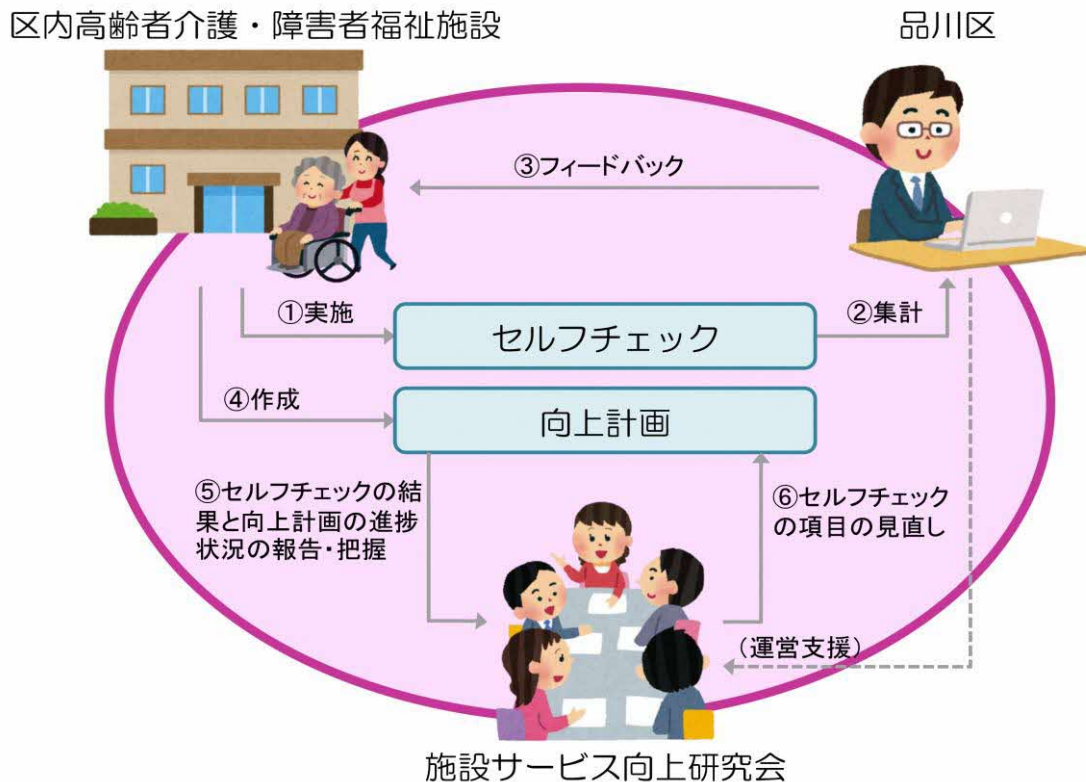 区内高齢者介護・障害者福祉施設
品川区
③フィードバック
①実施
セルフチェック
②集計
④作成
向上計画
⑤セルフチェックの結
果と向上計画の進捗
状況の報告・把握
⑥セルフチェック
の項目の見直し
（運営支援）
施設サービス向上研究会